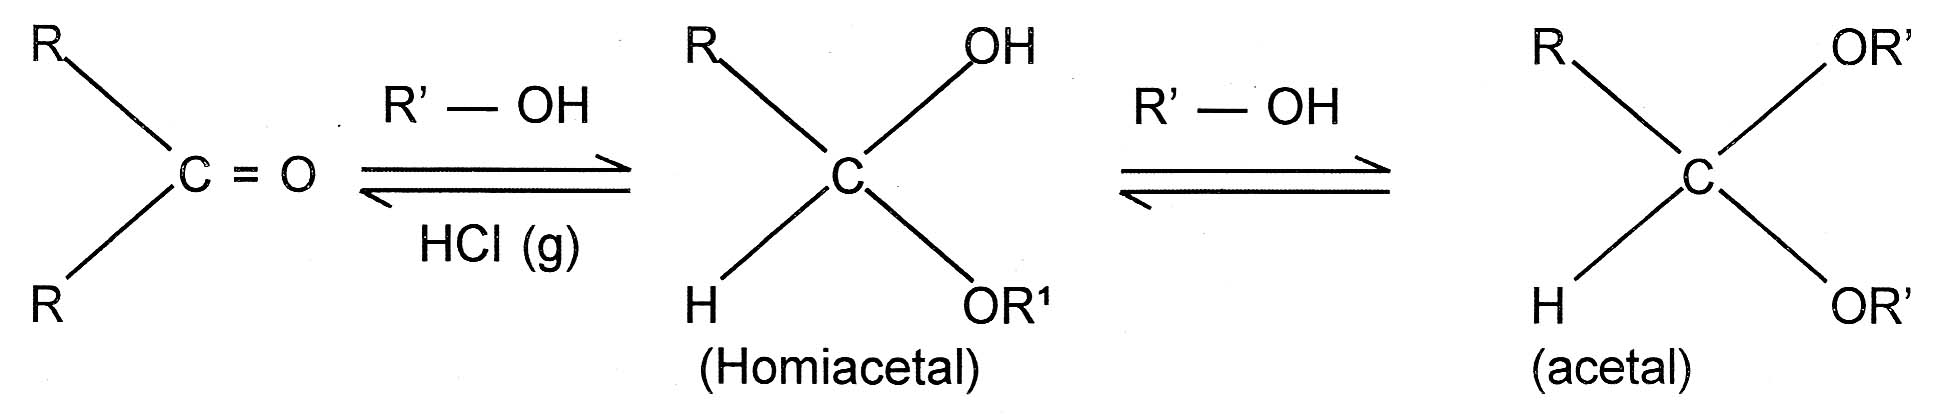 R R OH R OR'
R' — OH R' — OH
C = O C C
HCl (g)
R H OR¹ H OR'
(Homiacetal) (acetal)